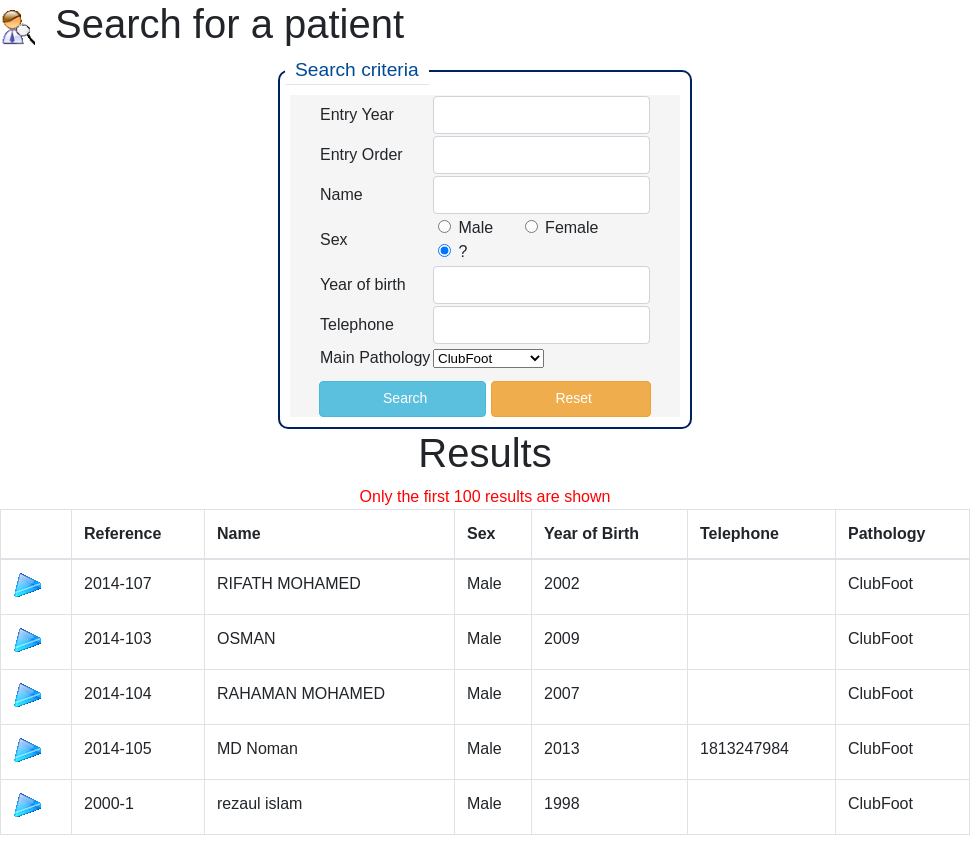 Search for a patient
Search criteria
Entry Year
Entry Order
Name
Sex
Male Female
?
Year of birth
Telephone
Main Pathology ClubFoot
Search Reset
Results
Only the first 100 results are shown
Reference Name Sex Year of Birth Telephone Pathology
2014-107 RIFATH MOHAMED Male 2002 ClubFoot
2014-103 OSMAN Male 2009 ClubFoot
2014-104 RAHAMAN MOHAMED Male 2007 ClubFoot
2014-105 MD Noman Male 2013 1813247984 ClubFoot
2000-1 rezaul islam Male 1998 ClubFoot